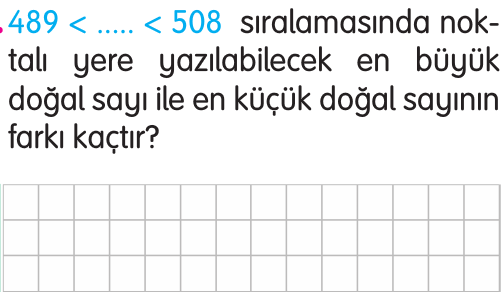 489 < ..... < 508 sıralamasında nok-
talı yere yazılabilecek en büyük
doğal sayı ile en küçük doğal sayının
farkı kaçtır?